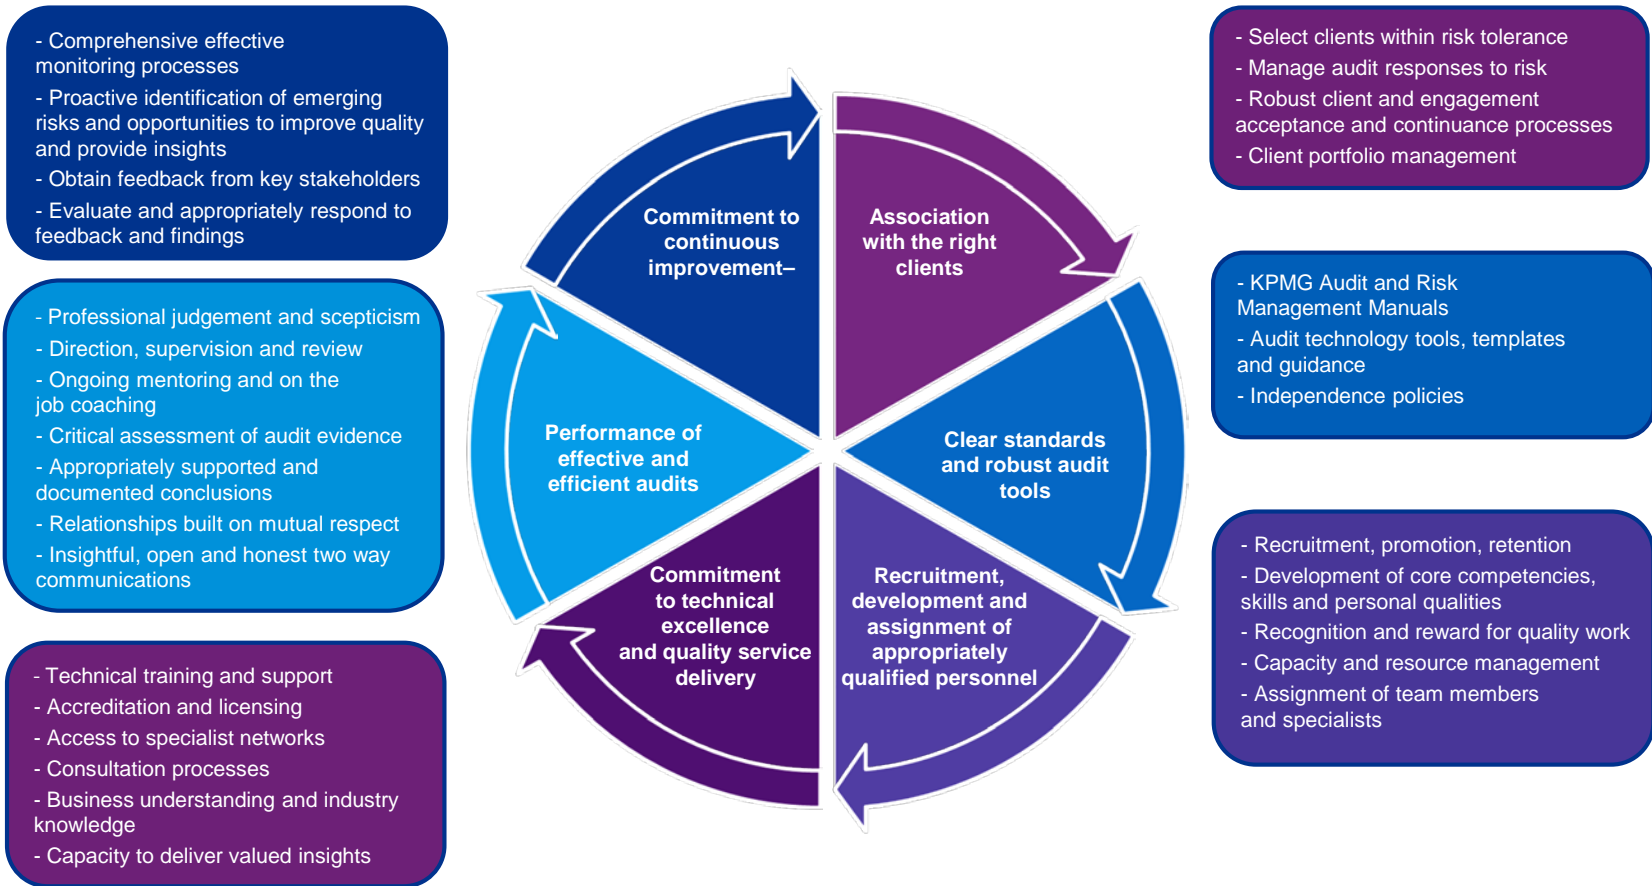 - Comprehensive effective
monitoring processes
- Proactive identification of emerging
risks and opportunities to improve quality
and provide insights
- Obtain feedback from key stakeholders
- Evaluate and appropriately respond to
feedback and findings
- Professional judgement and scepticism
- Direction, supervision and review
- Ongoing mentoring and on the
job coaching
- Critical assessment of audit evidence
- Appropriately supported and
documented conclusions
- Relationships built on mutual respect
- Insightful, open and honest two way
communications
- Technical training and support
- Accreditation and licensing
- Access to specialist networks
- Consultation processes
- Business understanding and industry
knowledge
- Capacity to deliver valued insights
Commitment to
continuous
improvement–
Association
with the right
clients
Performance of
effective and
efficient audits
Clear standards
and robust audit
tools
Commitment
to technical
excellence
and quality service
delivery
Recruitment,
development and
assignment of
appropriately
qualified personnel
- Select clients within risk tolerance
- Manage audit responses to risk
- Robust client and engagement
acceptance and continuance processes
- Client portfolio management
- KPMG Audit and Risk
Management Manuals
- Audit technology tools, templates
and guidance
- Independence policies
- Recruitment, promotion, retention
- Development of core competencies,
skills and personal qualities
- Recognition and reward for quality work
- Capacity and resource management
- Assignment of team members
and specialists